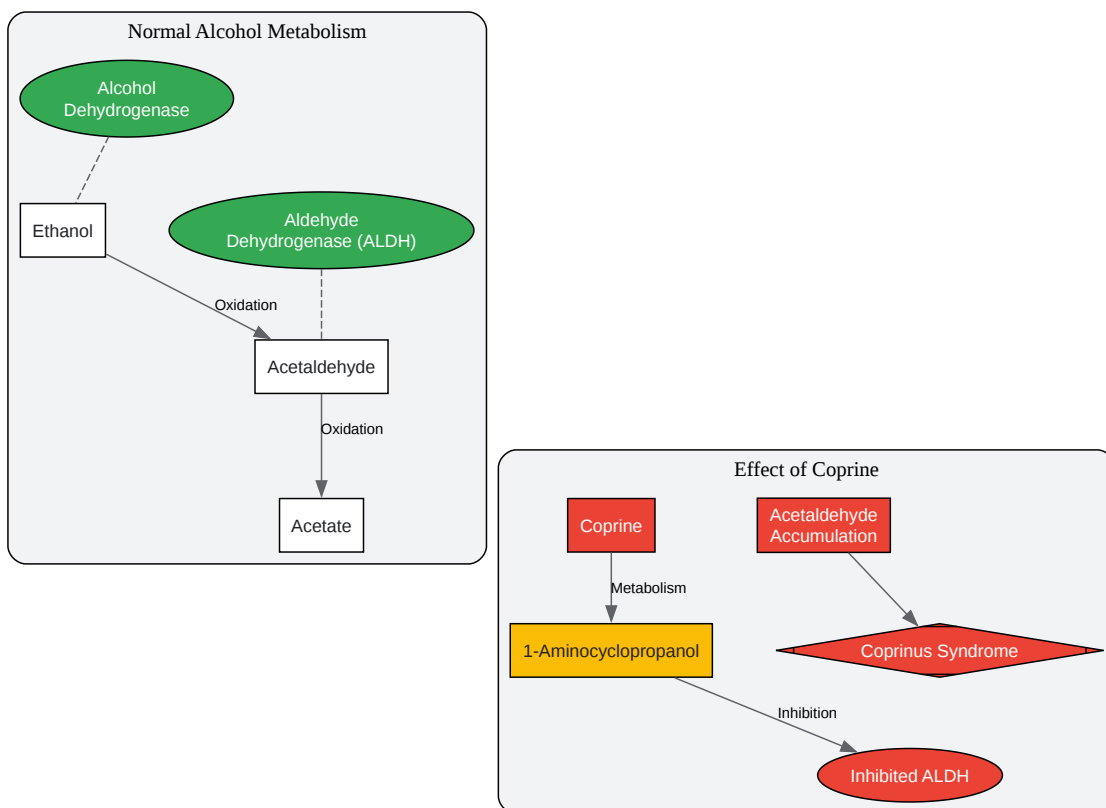 Normal Alcohol Metabolism
Alcohol
Dehydrogenase
Ethanol
Aldehyde
Dehydrogenase (ALDH)
Oxidation
Acetaldehyde
Oxidation
Acetate
Effect of Coprine
Coprine
Acetaldehyde
Accumulation
Metabolism
1-Aminocyclopropanol
Coprinus Syndrome
Inhibition
Inhibited ALDH